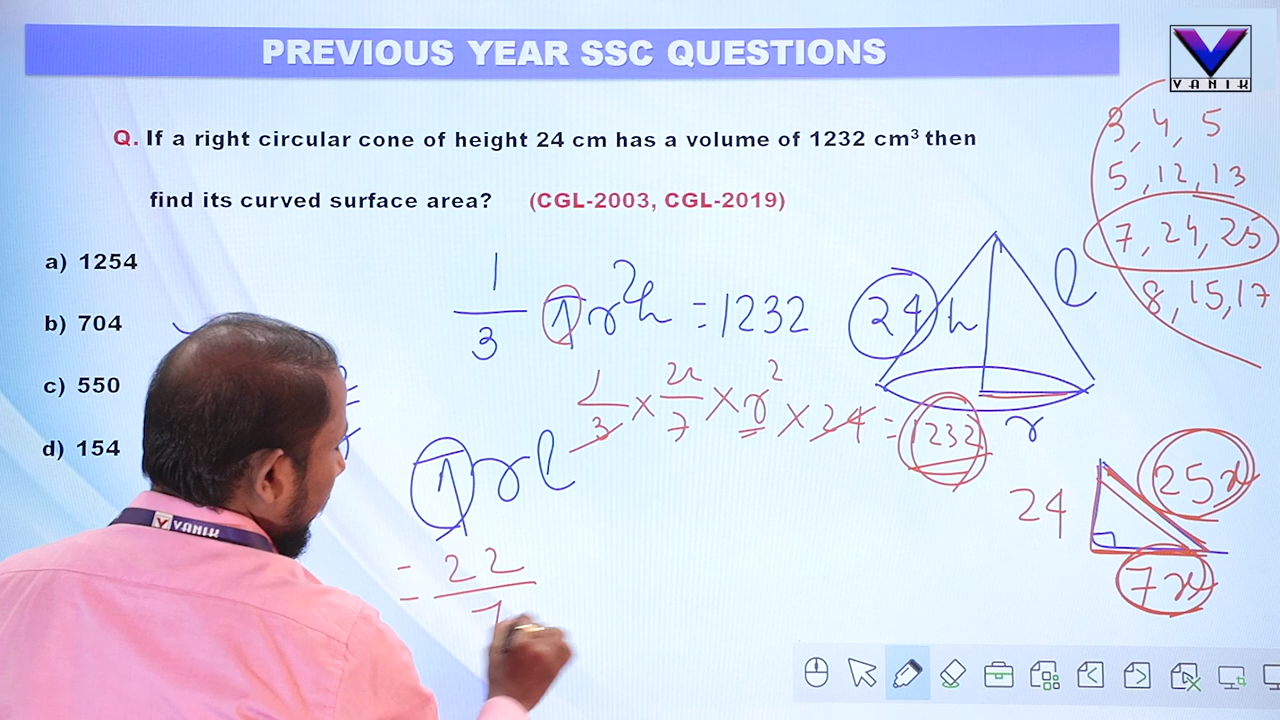 PREVIOUS YEAR SSC QUESTIONS
VANIK
Q. If a right circular cone of height 24 cm has a volume of 1232 cm³ then
find its curved surface area? (CGL-2003, CGL-2019)
a) 1254
b) 704
c) 550
d) 154
1/3 πr²h = 1232
1/3 × 22/7 × r² × 24 = 1232
πrl
= 22/7
24 h
l
r
3, 4, 5
5, 12, 13
7, 24, 25
8, 15, 17
24
25x
7x
VANIK